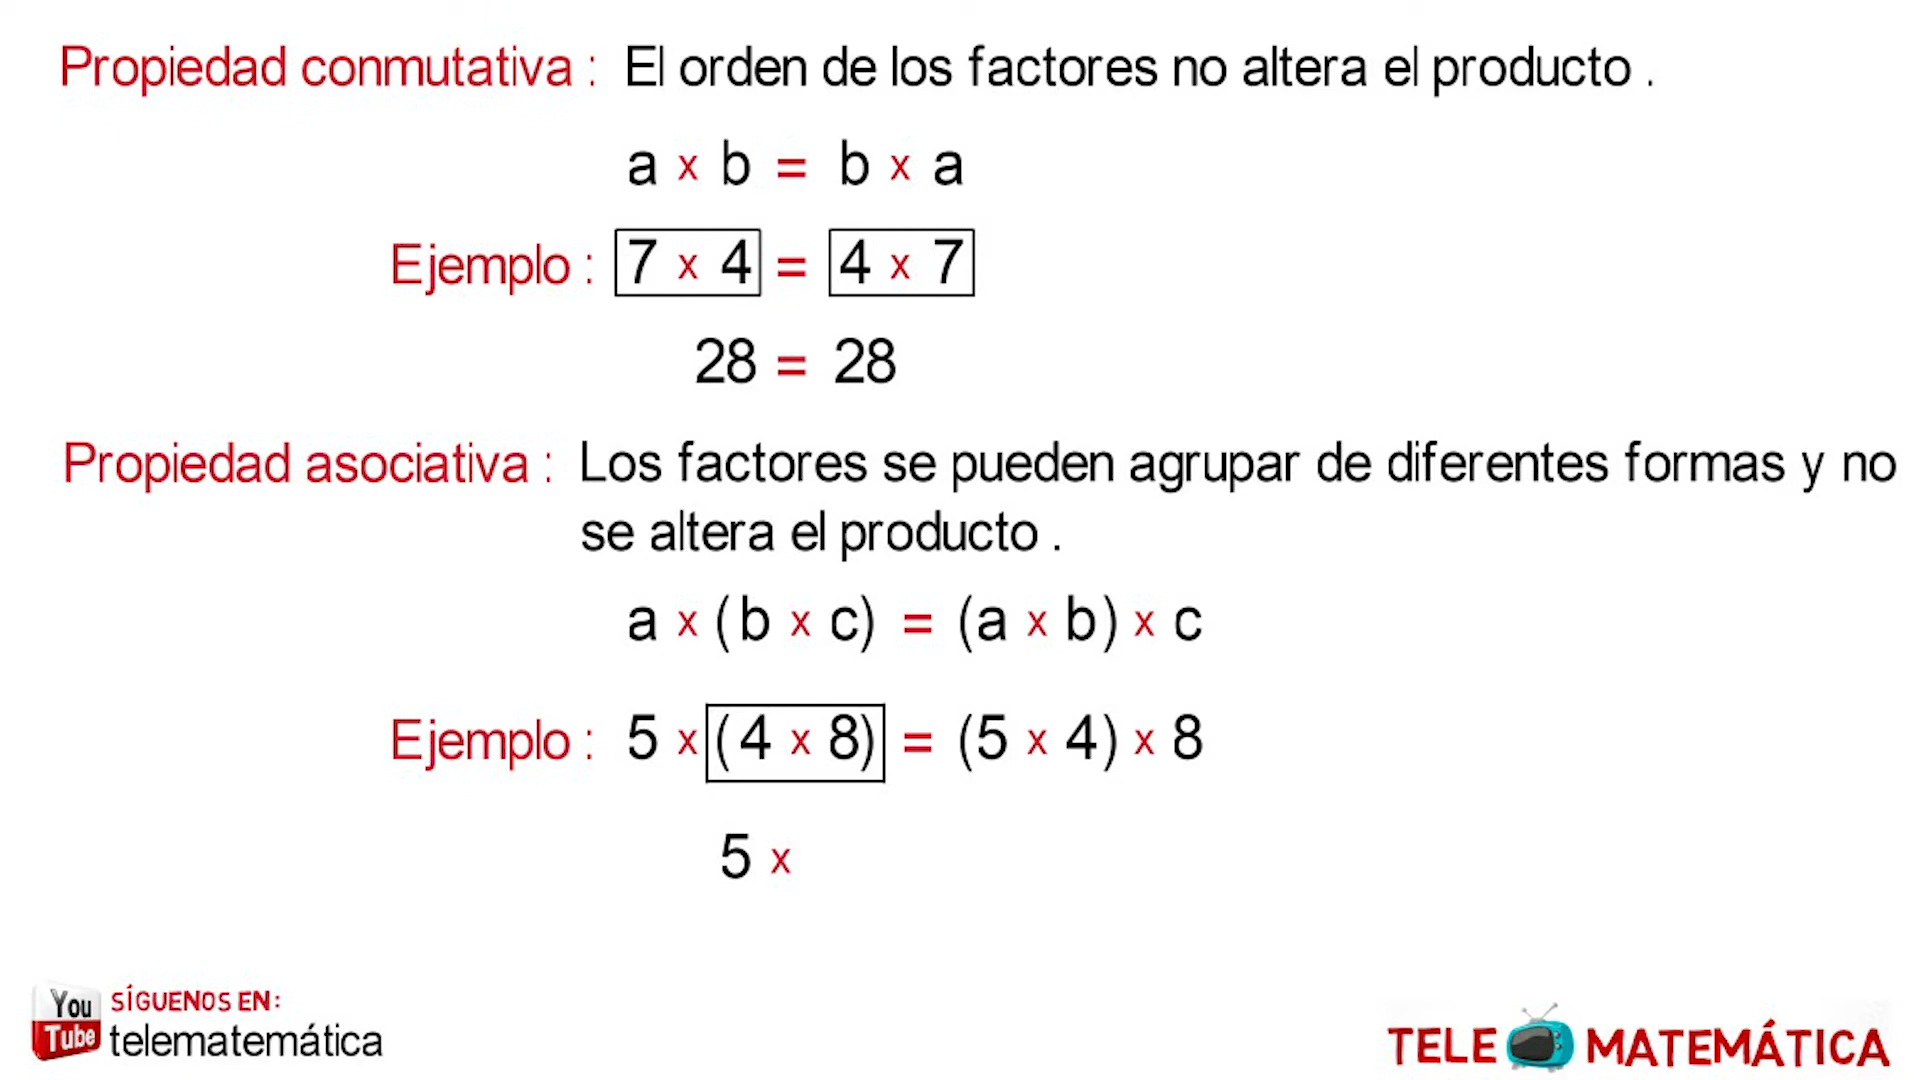 Propiedad conmutativa : El orden de los factores no altera el producto .
a x b = b x a
Ejemplo : 7 x 4 = 4 x 7
28 = 28
Propiedad asociativa : Los factores se pueden agrupar de diferentes formas y no
se altera el producto .
a x (b x c) = (a x b) x c
Ejemplo : 5 x (4 x 8) = (5 x 4) x 8
5 x
You
Tube
SÍGUENOS EN:
telematemática
TELE MATEMÁTICA